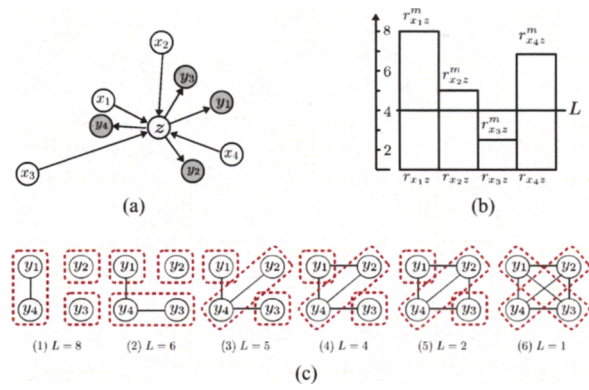 x2
y3
x1
y1
y4
z
x4
y2
x3
(a)
8
6
4
2
r^m_{x1z}
r^m_{x2z}
r^m_{x3z}
r^m_{x4z}
L
r_{x1z} r_{x2z} r_{x3z} r_{x4z}
(b)
y1 y2 y1 y2 y1 y2 y1 y2 y1 y2 y1 y2
y4 y3 y4 y3 y4 y3 y4 y3 y4 y3 y4 y3
(1) L = 8 (2) L = 6 (3) L = 5 (4) L = 4 (5) L = 2 (6) L = 1
(c)